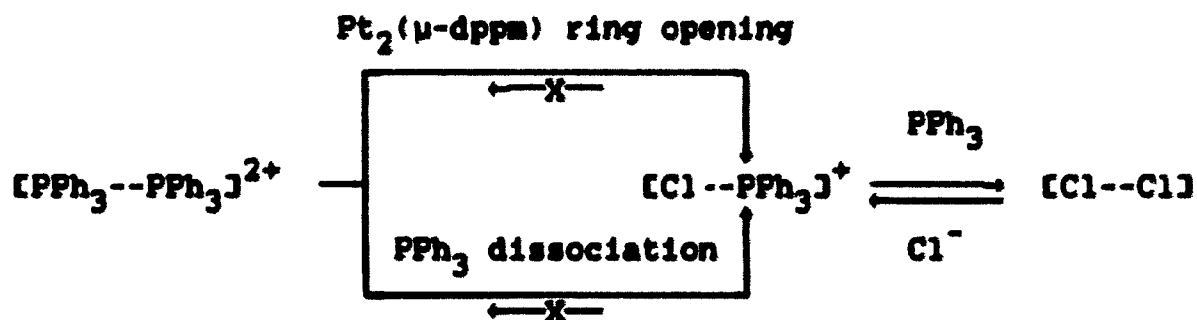 Pt₂(μ-dppm) ring opening
X
PPh₃
[PPh₃--PPh₃]²⁺ [Cl--PPh₃]⁺ [Cl--Cl]
Cl⁻
PPh₃ dissociation
X